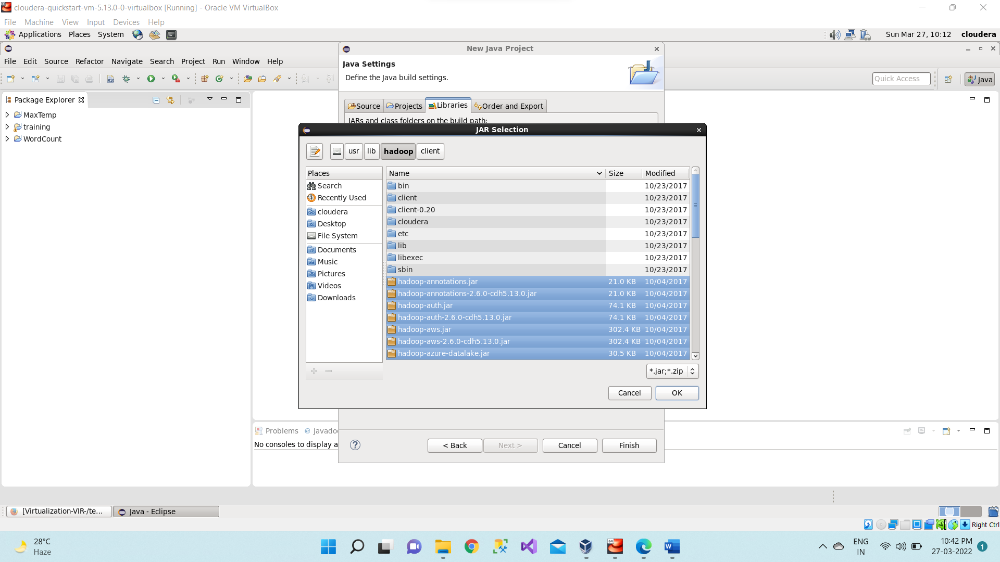 cloudera-quickstart-vm-5.13.0-0-virtualbox [Running] - Oracle VM VirtualBox
File Machine View Input Devices Help
Applications Places System
Sun Mar 27, 10:12 cloudera
New Java Project
File Edit Source Refactor Navigate Search Project Run Window Help
Java Settings
Define the Java build settings.
Quick Access
Java
Package Explorer
MaxTemp
training
WordCount
Source Projects Libraries Order and Export
JARs and class folders on the build path:
JAR Selection
usr lib hadoop client
Places
Search
Recently Used
cloudera
Desktop
File System
Documents
Music
Pictures
Videos
Downloads
Name Size Modified
bin 10/23/2017
client 10/23/2017
client-0.20 10/23/2017
cloudera 10/23/2017
etc 10/23/2017
lib 10/23/2017
libexec 10/23/2017
sbin 10/23/2017
hadoop-annotations.jar 21.0 KB 10/04/2017
hadoop-annotations-2.6.0-cdh5.13.0.jar 21.0 KB 10/04/2017
hadoop-auth.jar 74.1 KB 10/04/2017
hadoop-auth-2.6.0-cdh5.13.0.jar 74.1 KB 10/04/2017
hadoop-aws.jar 302.4 KB 10/04/2017
hadoop-aws-2.6.0-cdh5.13.0.jar 302.4 KB 10/04/2017
hadoop-azure-datalake.jar 30.5 KB 10/04/2017
*.jar;*.zip
Cancel OK
Problems @ Javado
No consoles to display a
? < Back Next > Cancel Finish
[Virtualization-VIR-/te... Java - Eclipse
Right Ctrl
28°C
Haze
64
ENG
IN
10:42 PM
27-03-2022
1